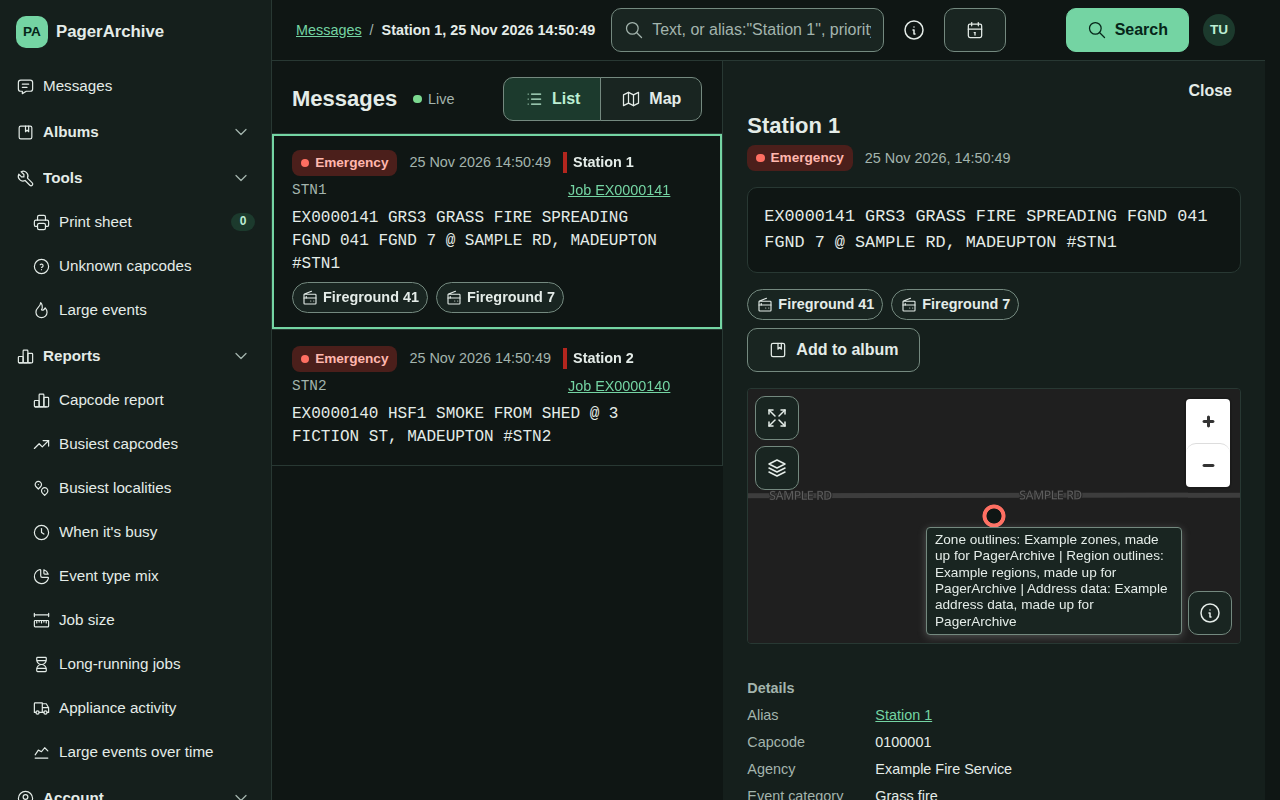 PA PagerArchive
Messages
Albums
Tools
Print sheet 0
Unknown capcodes
Large events
Reports
Capcode report
Busiest capcodes
Busiest localities
When it's busy
Event type mix
Job size
Long-running jobs
Appliance activity
Large events over time
Account
Messages / Station 1, 25 Nov 2026 14:50:49
Text, or alias:"Station 1", priorit
Search
TU
Messages Live
List Map
Emergency 25 Nov 2026 14:50:49 Station 1
STN1 Job EX0000141
EX0000141 GRS3 GRASS FIRE SPREADING
FGND 041 FGND 7 @ SAMPLE RD, MADEUPTON
#STN1
Fireground 41 Fireground 7
Emergency 25 Nov 2026 14:50:49 Station 2
STN2 Job EX0000140
EX0000140 HSF1 SMOKE FROM SHED @ 3
FICTION ST, MADEUPTON #STN2
Close
Station 1
Emergency 25 Nov 2026, 14:50:49
EX0000141 GRS3 GRASS FIRE SPREADING FGND 041
FGND 7 @ SAMPLE RD, MADEUPTON #STN1
Fireground 41 Fireground 7
Add to album
+
−
SAMPLE RD SAMPLE RD
Zone outlines: Example zones, made
up for PagerArchive | Region outlines:
Example regions, made up for
PagerArchive | Address data: Example
address data, made up for
PagerArchive
Details
Alias Station 1
Capcode 0100001
Agency Example Fire Service
Event category Grass fire